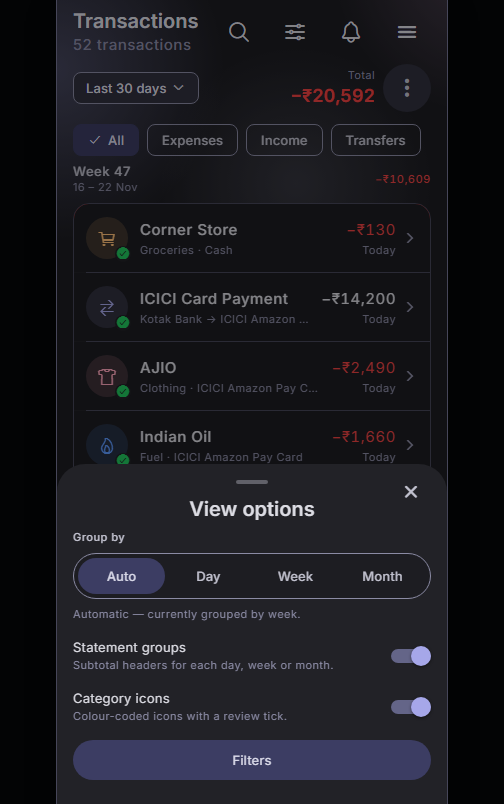 Transactions
52 transactions
Last 30 days
Total
−₹20,592
All
Expenses
Income
Transfers
Week 47
16 – 22 Nov
−₹10,609
Corner Store
−₹130
Groceries · Cash
Today
ICICI Card Payment
−₹14,200
Kotak Bank → ICICI Amazon ...
Today
AJIO
−₹2,490
Clothing · ICICI Amazon Pay C...
Today
Indian Oil
−₹1,660
Fuel · ICICI Amazon Pay Card
Today
View options
Group by
Auto
Day
Week
Month
Automatic — currently grouped by week.
Statement groups
Subtotal headers for each day, week or month.
Category icons
Colour-coded icons with a review tick.
Filters